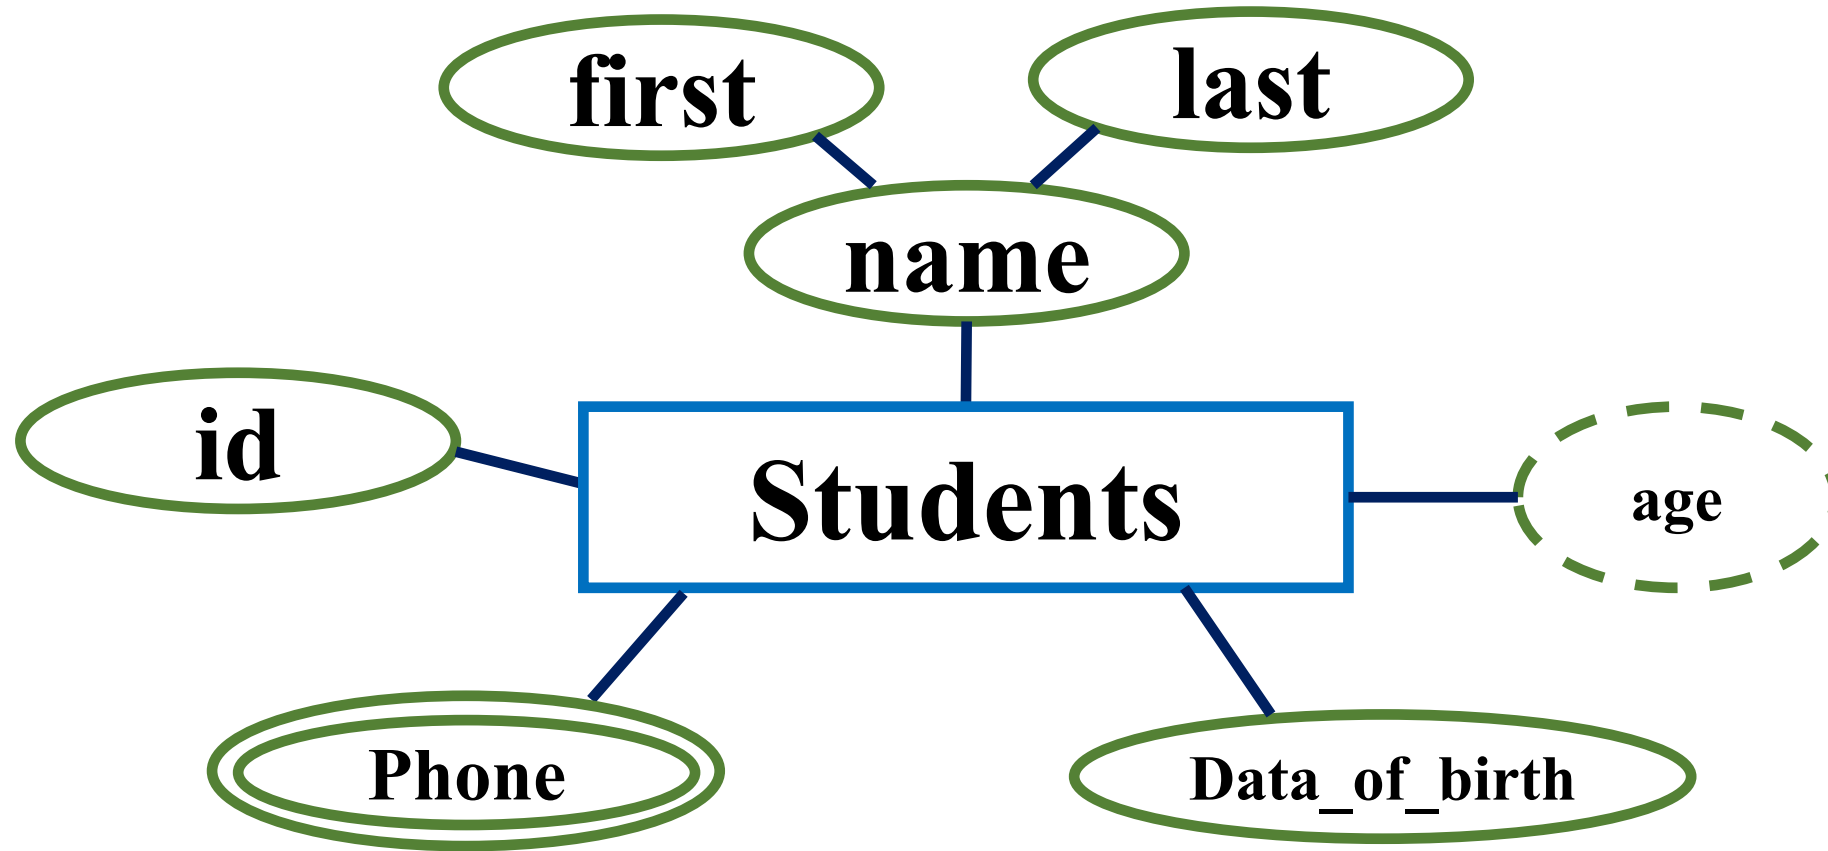 first
last
name
id
Students
age
Phone
Data_of_birth